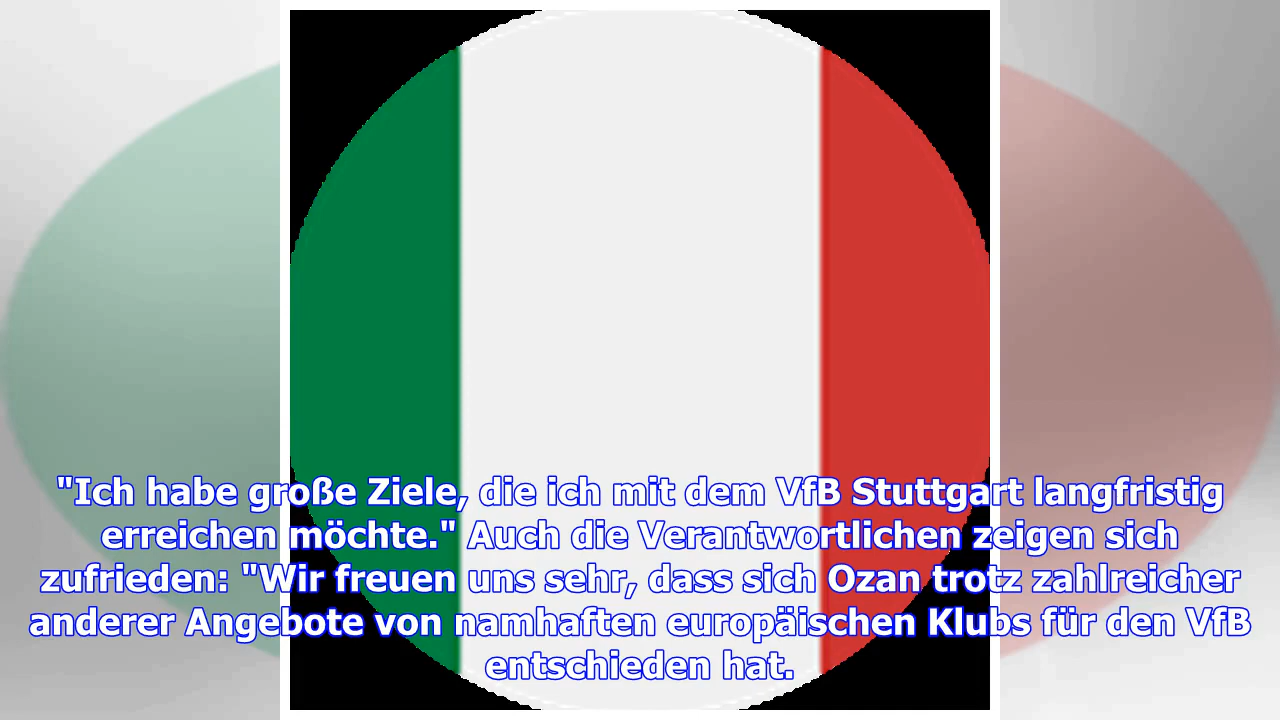 "Ich habe große Ziele, die ich mit dem VfB Stuttgart langfristig
erreichen möchte." Auch die Verantwortlichen zeigen sich
zufrieden: "Wir freuen uns sehr, dass sich Ozan trotz zahlreicher
anderer Angebote von namhaften europäischen Klubs für den VfB
entschieden hat.